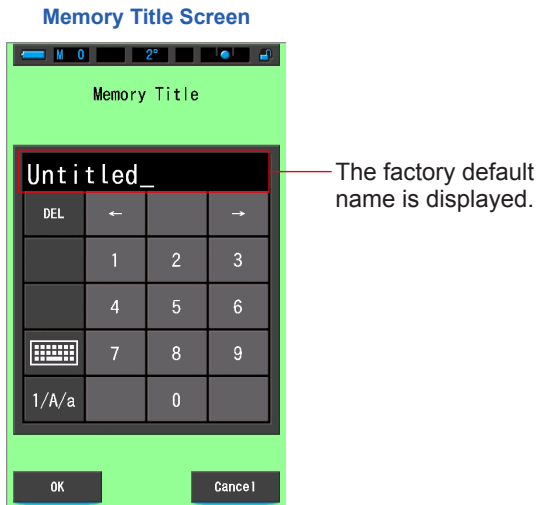 Memory Title Screen
M 0 2°
Memory Title
Untitled_
The factory default
name is displayed.
DEL ← →
1 2 3
4 5 6
7 8 9
1/A/a 0
OK Cancel